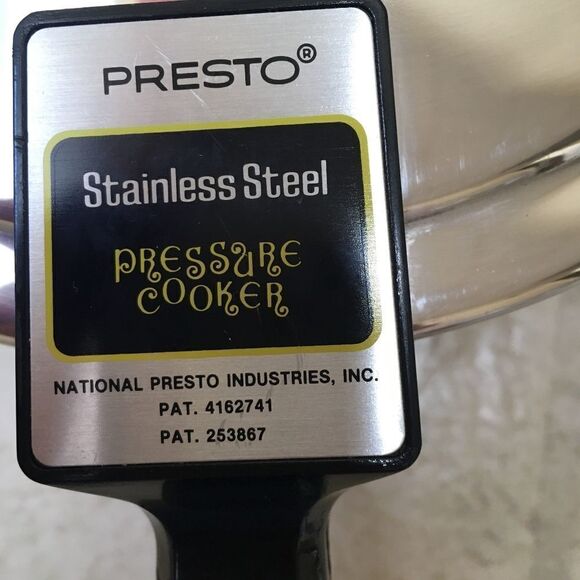 PRESTO®
Stainless Steel
PRESSURE
COOKER
NATIONAL PRESTO INDUSTRIES, INC.
PAT. 4162741
PAT. 253867